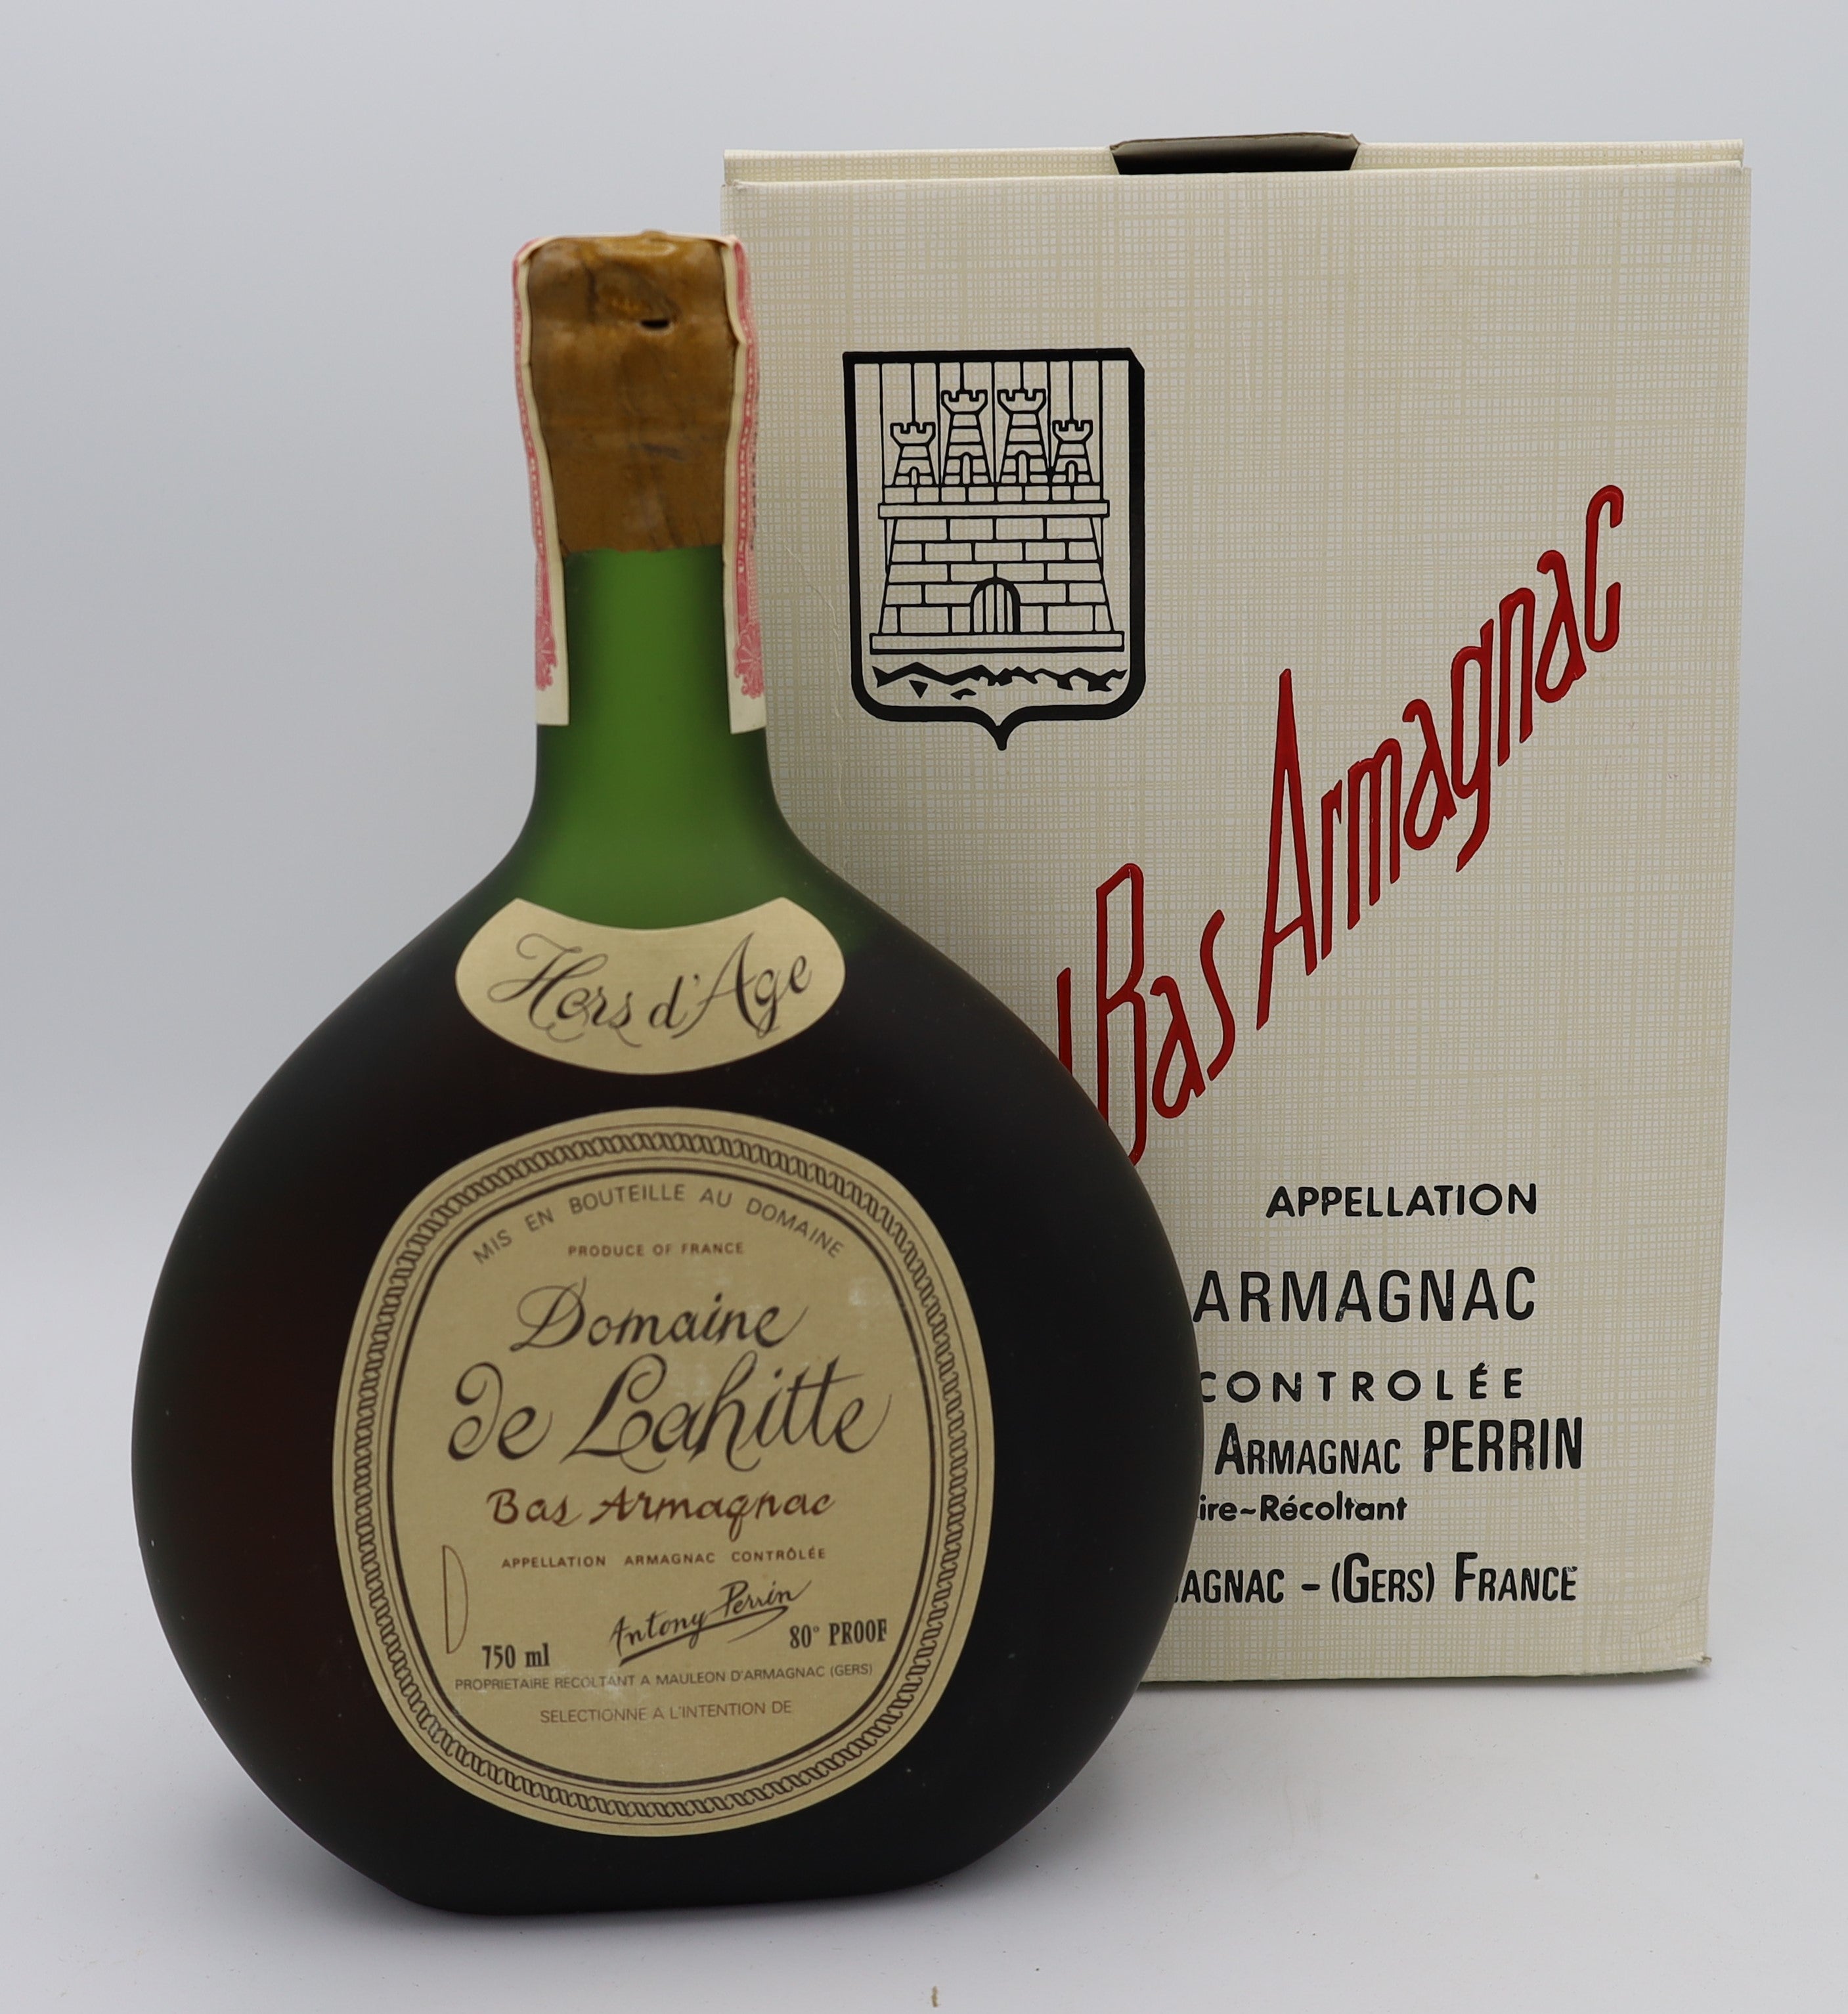 Hors d'Age
MIS EN BOUTEILLE AU DOMAINE
PRODUCE OF FRANCE
Domaine
de Lahitte
Bas Armagnac
APPELLATION ARMAGNAC CONTRÔLÉE
Antony Perrin
750 ml
80° PROOF
PROPRIETAIRE RECOLTANT A MAULEON D'ARMAGNAC (GERS)
SELECTIONNE A L'INTENTION DE
Bas Armagnac
APPELLATION
ARMAGNAC
CONTROLÉE
ARMAGNAC PERRIN
ire~Récoltant
AGNAC - (GERS) FRANCE